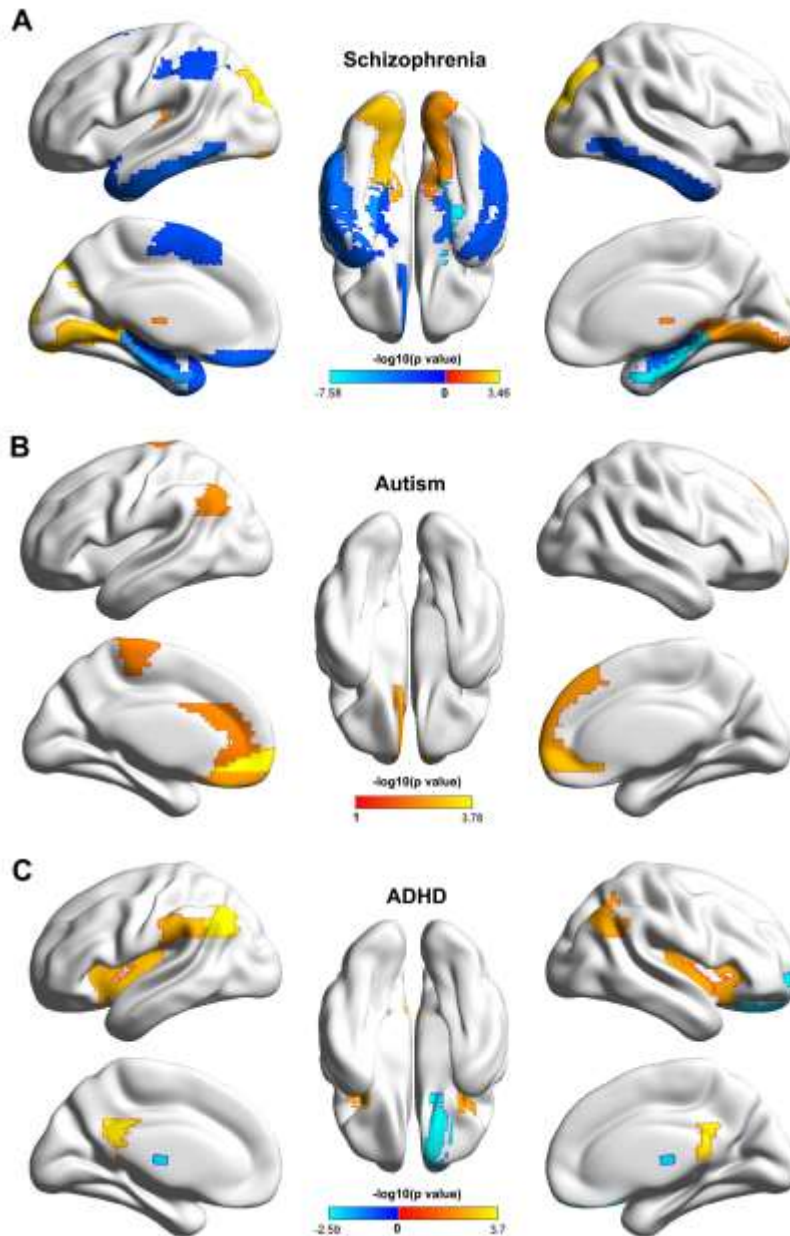 A
Schizophrenia
-log10(p value)
-7.58 0 3.46
B
Autism
-log10(p value)
1 3.78
C
ADHD
-log10(p value)
-2.50 0 3.7